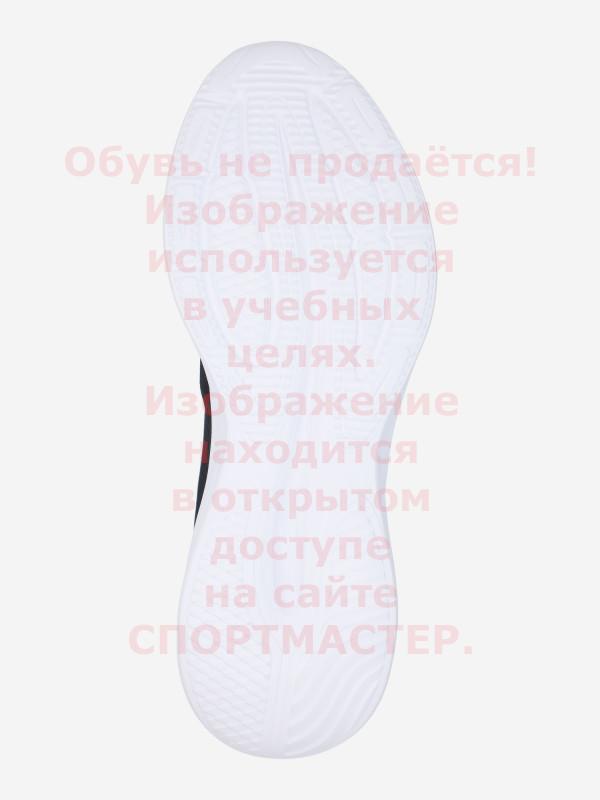 Обувь не продаётся!
Изображение
используется
в учебных
целях.
Изображение
находится
в открытом
доступе
на сайте
СПОРТМАСТЕР.